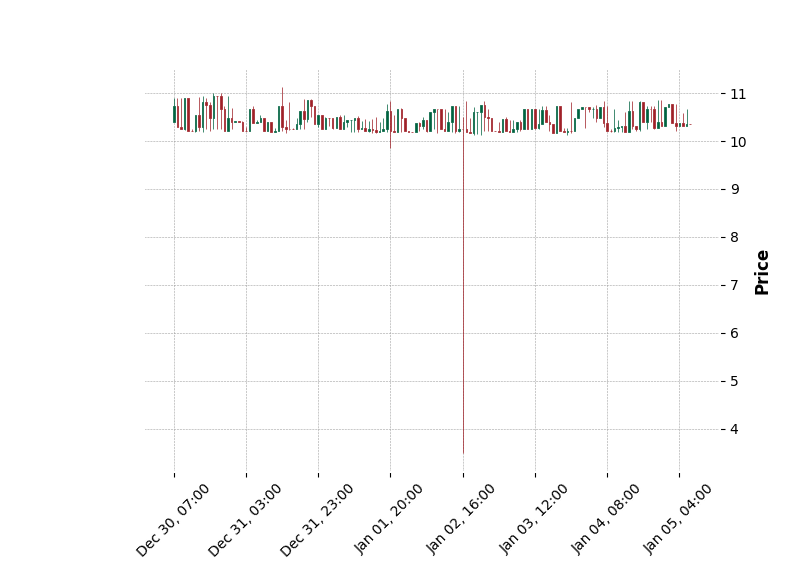 11
10
9
8
7
6
5
4
Price
Dec 30, 07:00
Dec 31, 03:00
Dec 31, 23:00
Jan 01, 20:00
Jan 02, 16:00
Jan 03, 12:00
Jan 04, 08:00
Jan 05, 04:00